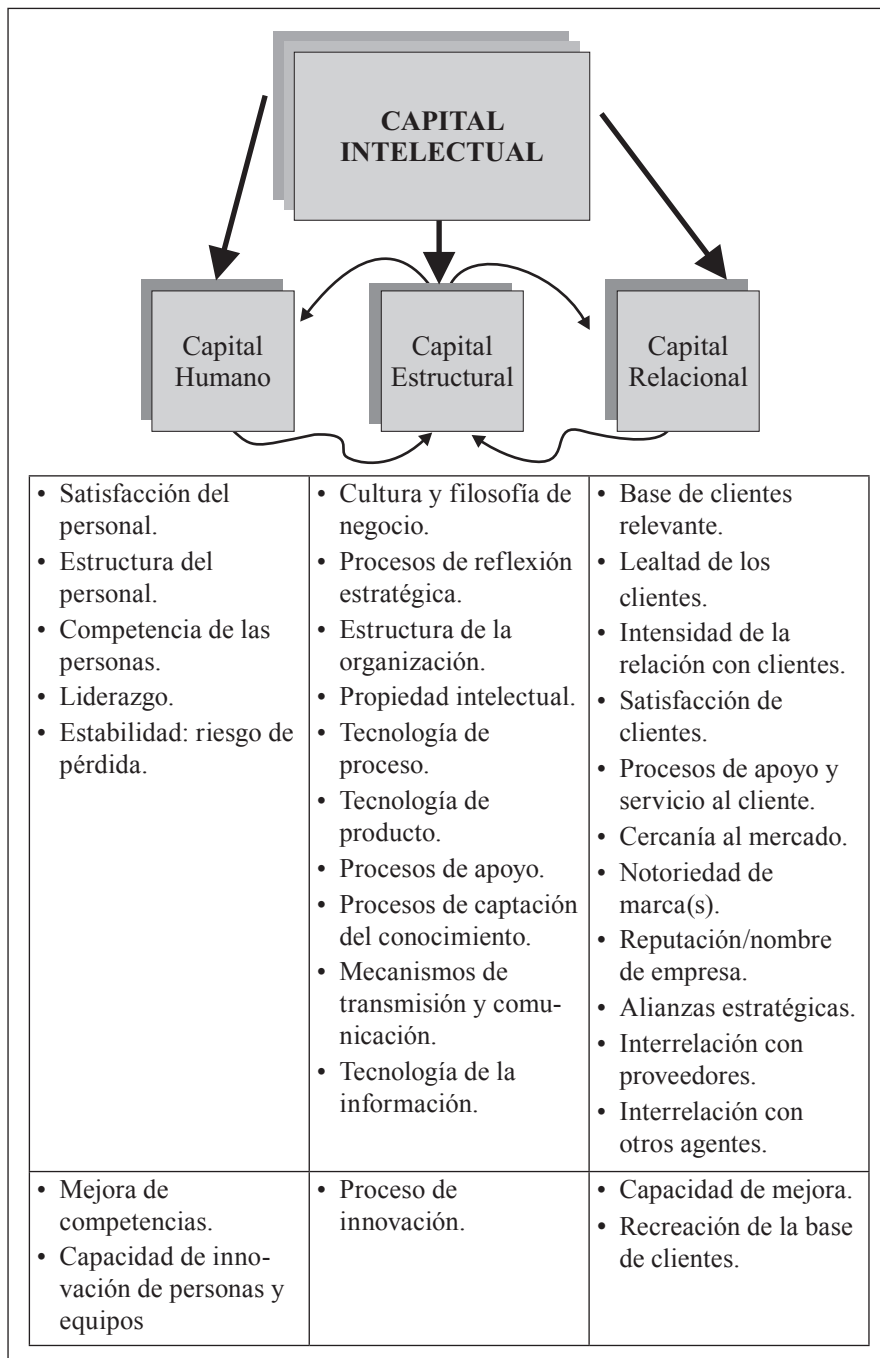 CAPITAL
INTELECTUAL
Capital
Humano
Capital
Estructural
Capital
Relacional
• Satisfacción del
personal.
• Estructura del
personal.
• Competencia de las
personas.
• Liderazgo.
• Estabilidad: riesgo de
pérdida.
• Cultura y filosofía de
negocio.
• Procesos de reflexión
estratégica.
• Estructura de la
organización.
• Propiedad intelectual.
• Tecnología de
proceso.
• Tecnología de
producto.
• Procesos de apoyo.
• Procesos de captación
del conocimiento.
• Mecanismos de
transmisión y comu-
nicación.
• Tecnología de la
información.
• Base de clientes
relevante.
• Lealtad de los
clientes.
• Intensidad de la
relación con clientes.
• Satisfacción de
clientes.
• Procesos de apoyo y
servicio al cliente.
• Cercanía al mercado.
• Notoriedad de
marca(s).
• Reputación/nombre
de empresa.
• Alianzas estratégicas.
• Interrelación con
proveedores.
• Interrelación con
otros agentes.
• Mejora de
competencias.
• Capacidad de inno-
vación de personas y
equipos
• Proceso de
innovación.
• Capacidad de mejora.
• Recreación de la base
de clientes.